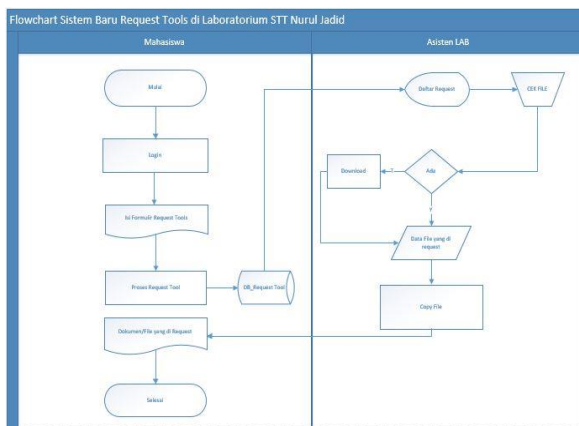 Flowchart Sistem Baru Request Tools di Laboratorium STT Nurul Jadid
Mahasiswa
Asisten LAB
Mulai
Login
Isi Formulir Request Tools
Proses Request Tool
DB_Request Tool
Daftar Request
CEK FILE
Ada
Download
Data File yang di
request
Copy File
Dokumen/File yang di Request
Selesai